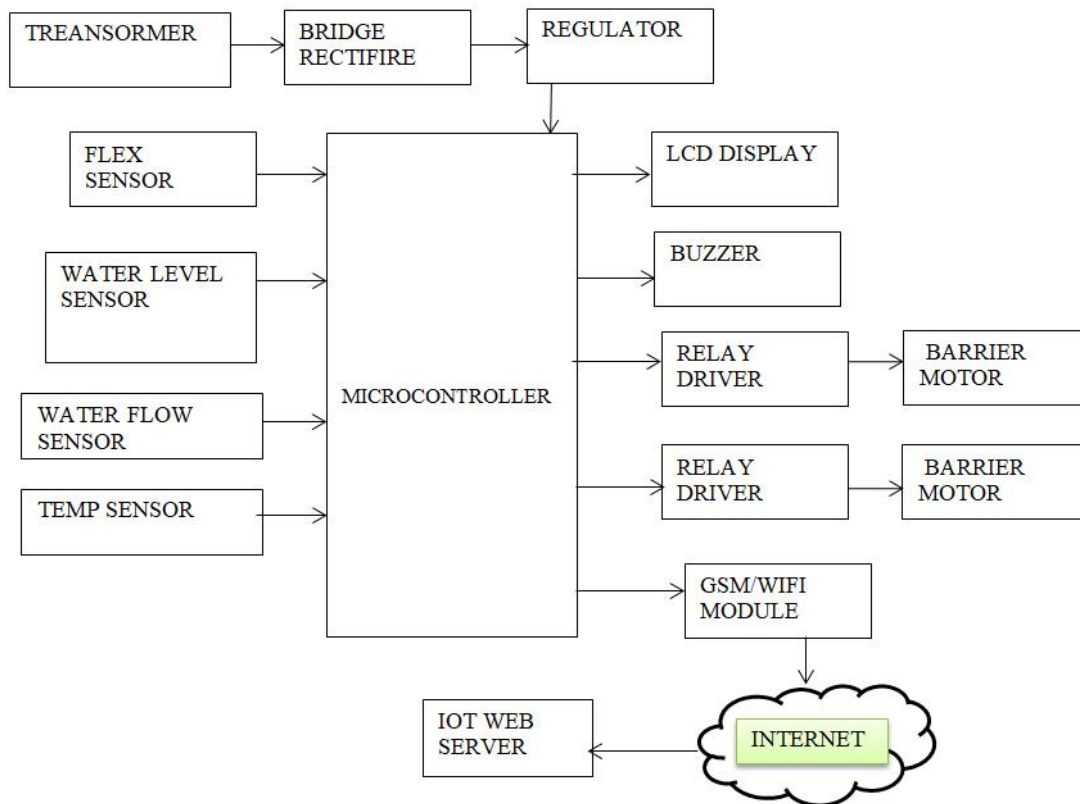 TREANSORMER
BRIDGE
RECTIFIRE
REGULATOR
FLEX
SENSOR
LCD DISPLAY
WATER LEVEL
SENSOR
BUZZER
MICROCONTROLLER
RELAY
DRIVER
BARRIER
MOTOR
WATER FLOW
SENSOR
RELAY
DRIVER
BARRIER
MOTOR
TEMP SENSOR
GSM/WIFI
MODULE
IOT WEB
SERVER
INTERNET